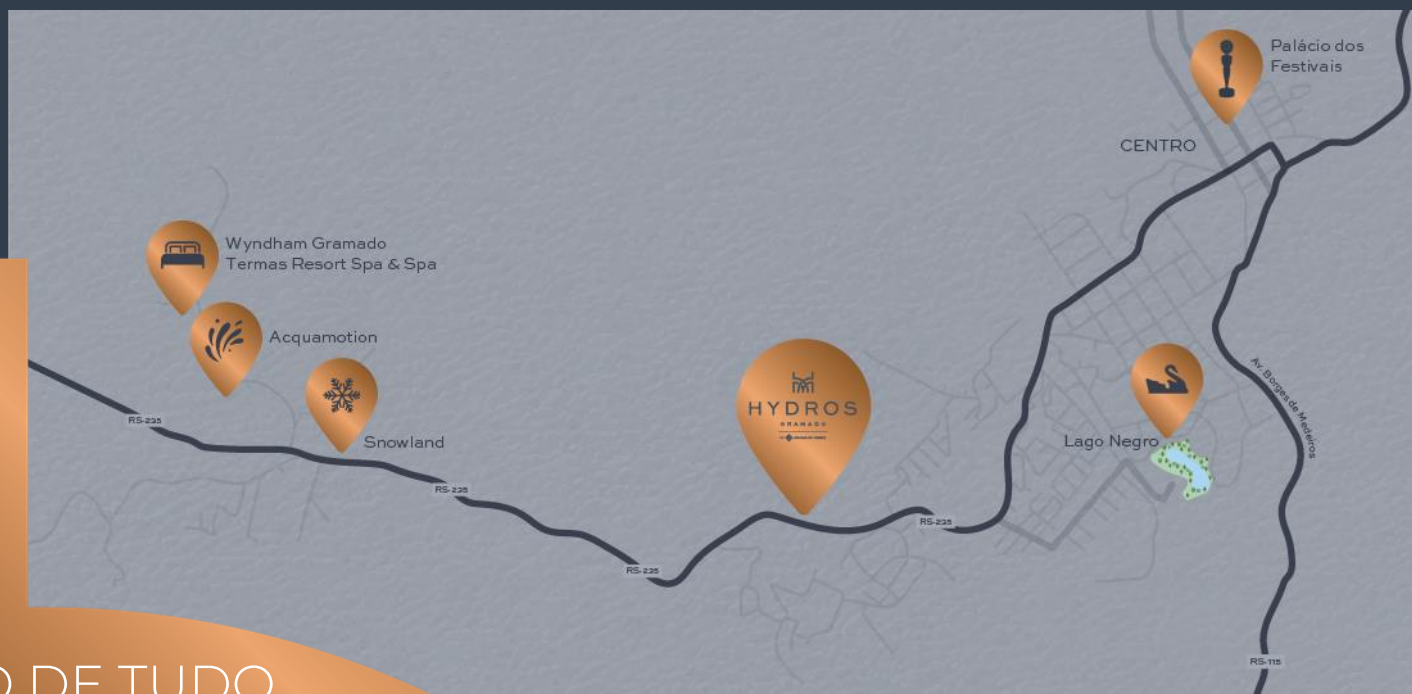 Palácio dos
Festivais
CENTRO
Wyndham Gramado
Termas Resort Spa & Spa
Acquamotion
Snowland
HYDROS
GRAMADO
Lago Negro
Av. Borges de Medeiros
RS-235
RS-235
RS-235
RS-235
RS-115
O DE TUDO